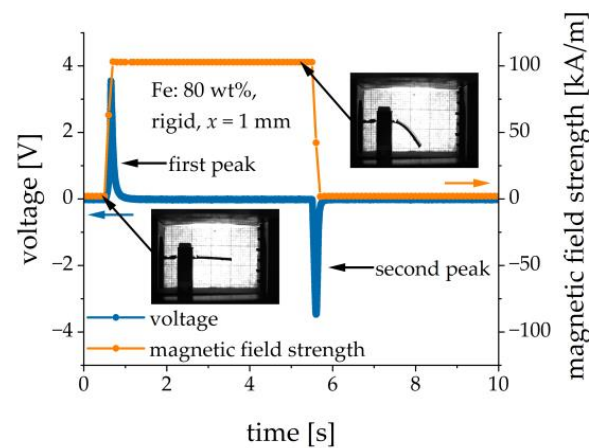 4
2
0
−2
−4
voltage [V]
Fe: 80 wt%,
rigid, x = 1 mm
first peak
second peak
voltage
magnetic field strength
100
50
0
−50
−100
magnetic field strength [kA/m]
0
2
4
6
8
10
time [s]